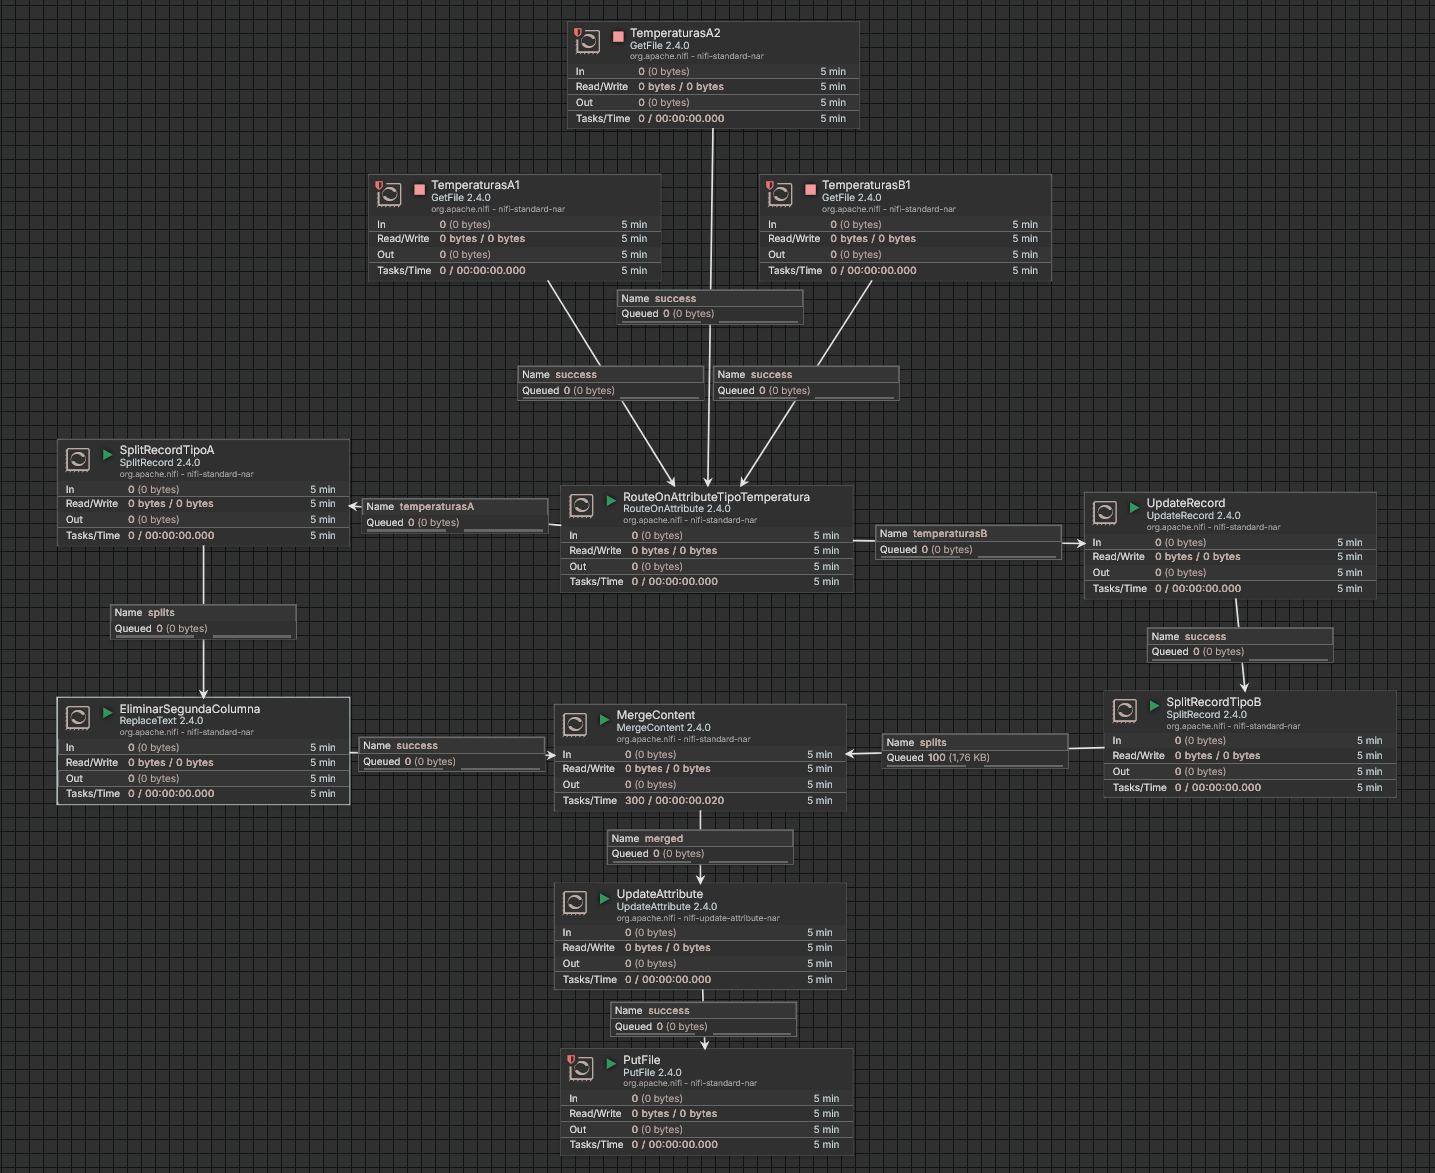 TemperaturasA2
GetFile 2.4.0
org.apache.nifi - nifi-standard-nar
In 0 (0 bytes) 5 min
Read/Write 0 bytes / 0 bytes 5 min
Out 0 (0 bytes) 5 min
Tasks/Time 0 / 00:00:00.000 5 min
TemperaturasA1
GetFile 2.4.0
org.apache.nifi - nifi-standard-nar
In 0 (0 bytes) 5 min
Read/Write 0 bytes / 0 bytes 5 min
Out 0 (0 bytes) 5 min
Tasks/Time 0 / 00:00:00.000 5 min
TemperaturasB1
GetFile 2.4.0
org.apache.nifi - nifi-standard-nar
In 0 (0 bytes) 5 min
Read/Write 0 bytes / 0 bytes 5 min
Out 0 (0 bytes) 5 min
Tasks/Time 0 / 00:00:00.000 5 min
Name success
Queued 0 (0 bytes)
Name success
Queued 0 (0 bytes)
Name success
Queued 0 (0 bytes)
SplitRecordTipoA
SplitRecord 2.4.0
org.apache.nifi - nifi-standard-nar
In 0 (0 bytes) 5 min
Read/Write 0 bytes / 0 bytes 5 min
Out 0 (0 bytes) 5 min
Tasks/Time 0 / 00:00:00.000 5 min
Name temperaturasA
Queued 0 (0 bytes)
RouteOnAttributeTipoTemperatura
RouteOnAttribute 2.4.0
org.apache.nifi - nifi-standard-nar
In 0 (0 bytes) 5 min
Read/Write 0 bytes / 0 bytes 5 min
Out 0 (0 bytes) 5 min
Tasks/Time 0 / 00:00:00.000 5 min
Name temperaturasB
Queued 0 (0 bytes)
UpdateRecord
UpdateRecord 2.4.0
org.apache.nifi - nifi-standard-nar
In 0 (0 bytes) 5 min
Read/Write 0 bytes / 0 bytes 5 min
Out 0 (0 bytes) 5 min
Tasks/Time 0 / 00:00:00.000 5 min
Name splits
Queued 0 (0 bytes)
Name success
Queued 0 (0 bytes)
EliminarSegundaColumna
ReplaceText 2.4.0
org.apache.nifi - nifi-standard-nar
In 0 (0 bytes) 5 min
Read/Write 0 bytes / 0 bytes 5 min
Out 0 (0 bytes) 5 min
Tasks/Time 0 / 00:00:00.000 5 min
Name success
Queued 0 (0 bytes)
MergeContent
MergeContent 2.4.0
org.apache.nifi - nifi-standard-nar
In 0 (0 bytes) 5 min
Read/Write 0 bytes / 0 bytes 5 min
Out 0 (0 bytes) 5 min
Tasks/Time 300 / 00:00:00.020 5 min
Name splits
Queued 100 (1,76 KB)
SplitRecordTipoB
SplitRecord 2.4.0
org.apache.nifi - nifi-standard-nar
In 0 (0 bytes) 5 min
Read/Write 0 bytes / 0 bytes 5 min
Out 0 (0 bytes) 5 min
Tasks/Time 0 / 00:00:00.000 5 min
Name merged
Queued 0 (0 bytes)
UpdateAttribute
UpdateAttribute 2.4.0
org.apache.nifi - nifi-update-attribute-nar
In 0 (0 bytes) 5 min
Read/Write 0 bytes / 0 bytes 5 min
Out 0 (0 bytes) 5 min
Tasks/Time 0 / 00:00:00.000 5 min
Name success
Queued 0 (0 bytes)
PutFile
PutFile 2.4.0
org.apache.nifi - nifi-standard-nar
In 0 (0 bytes) 5 min
Read/Write 0 bytes / 0 bytes 5 min
Out 0 (0 bytes) 5 min
Tasks/Time 0 / 00:00:00.000 5 min